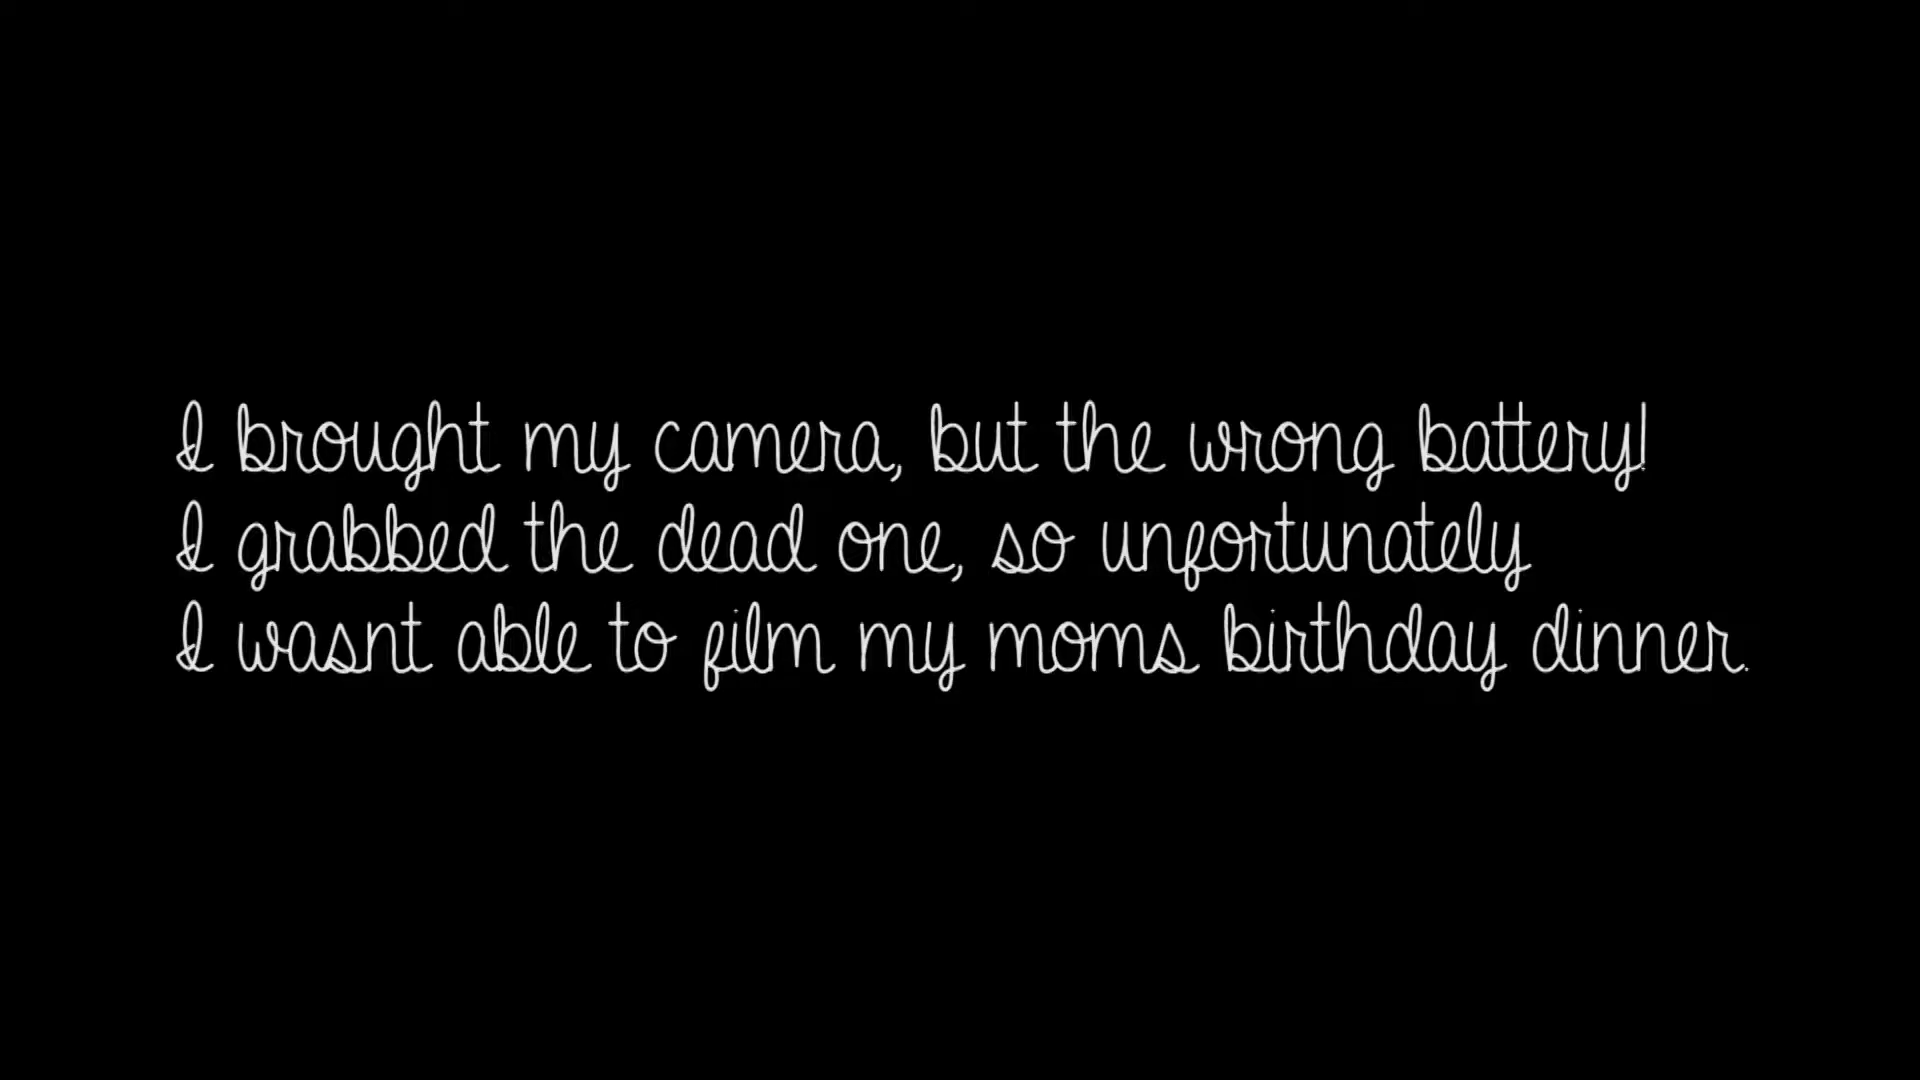 I brought my camera, but the wrong battery!
I grabbed the dead one, so unfortunately
I wasnt able to film my moms birthday dinner.